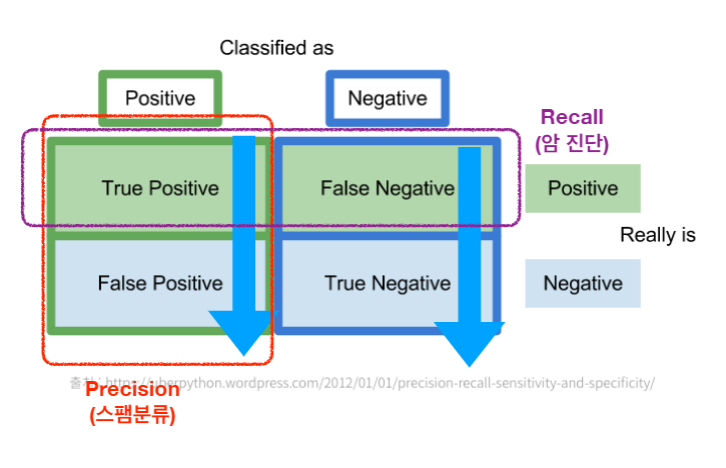 Classified as
Positive
Negative
Recall
(암 진단)
True Positive
False Negative
Positive
Really is
False Positive
True Negative
Negative
출처 : https://uberpython.wordpress.com/2012/01/01/precision-recall-sensitivity-and-specificity/
Precision
(스팸분류)